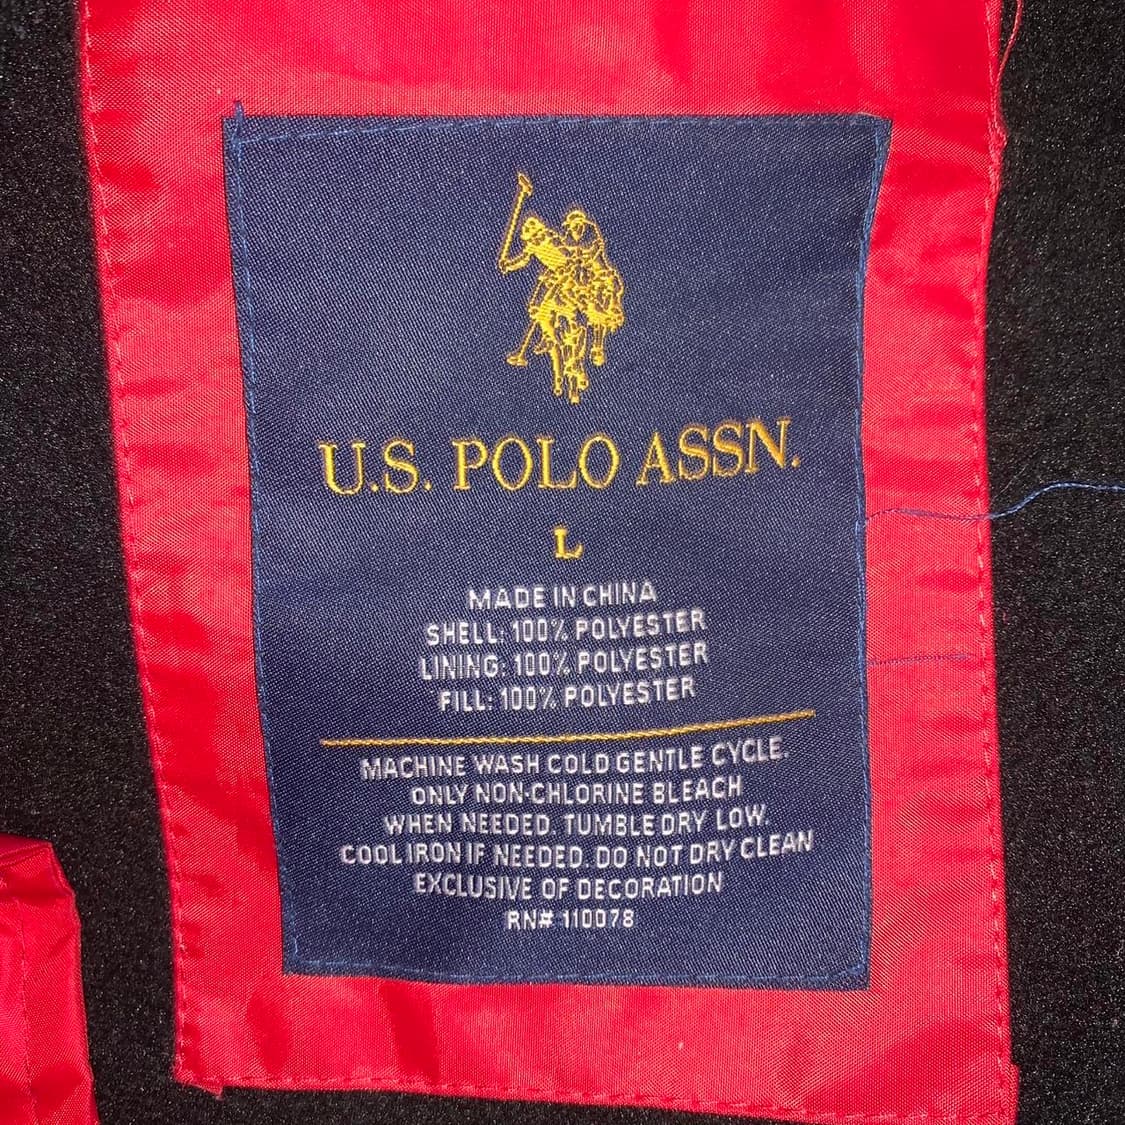 U.S. POLO ASSN.
L
MADE IN CHINA
SHELL: 100% POLYESTER
LINING: 100% POLYESTER
FILL: 100% POLYESTER
MACHINE WASH COLD GENTLE CYCLE.
ONLY NON-CHLORINE BLEACH
WHEN NEEDED. TUMBLE DRY LOW.
COOL IRON IF NEEDED. DO NOT DRY CLEAN
EXCLUSIVE OF DECORATION
RN# 110078